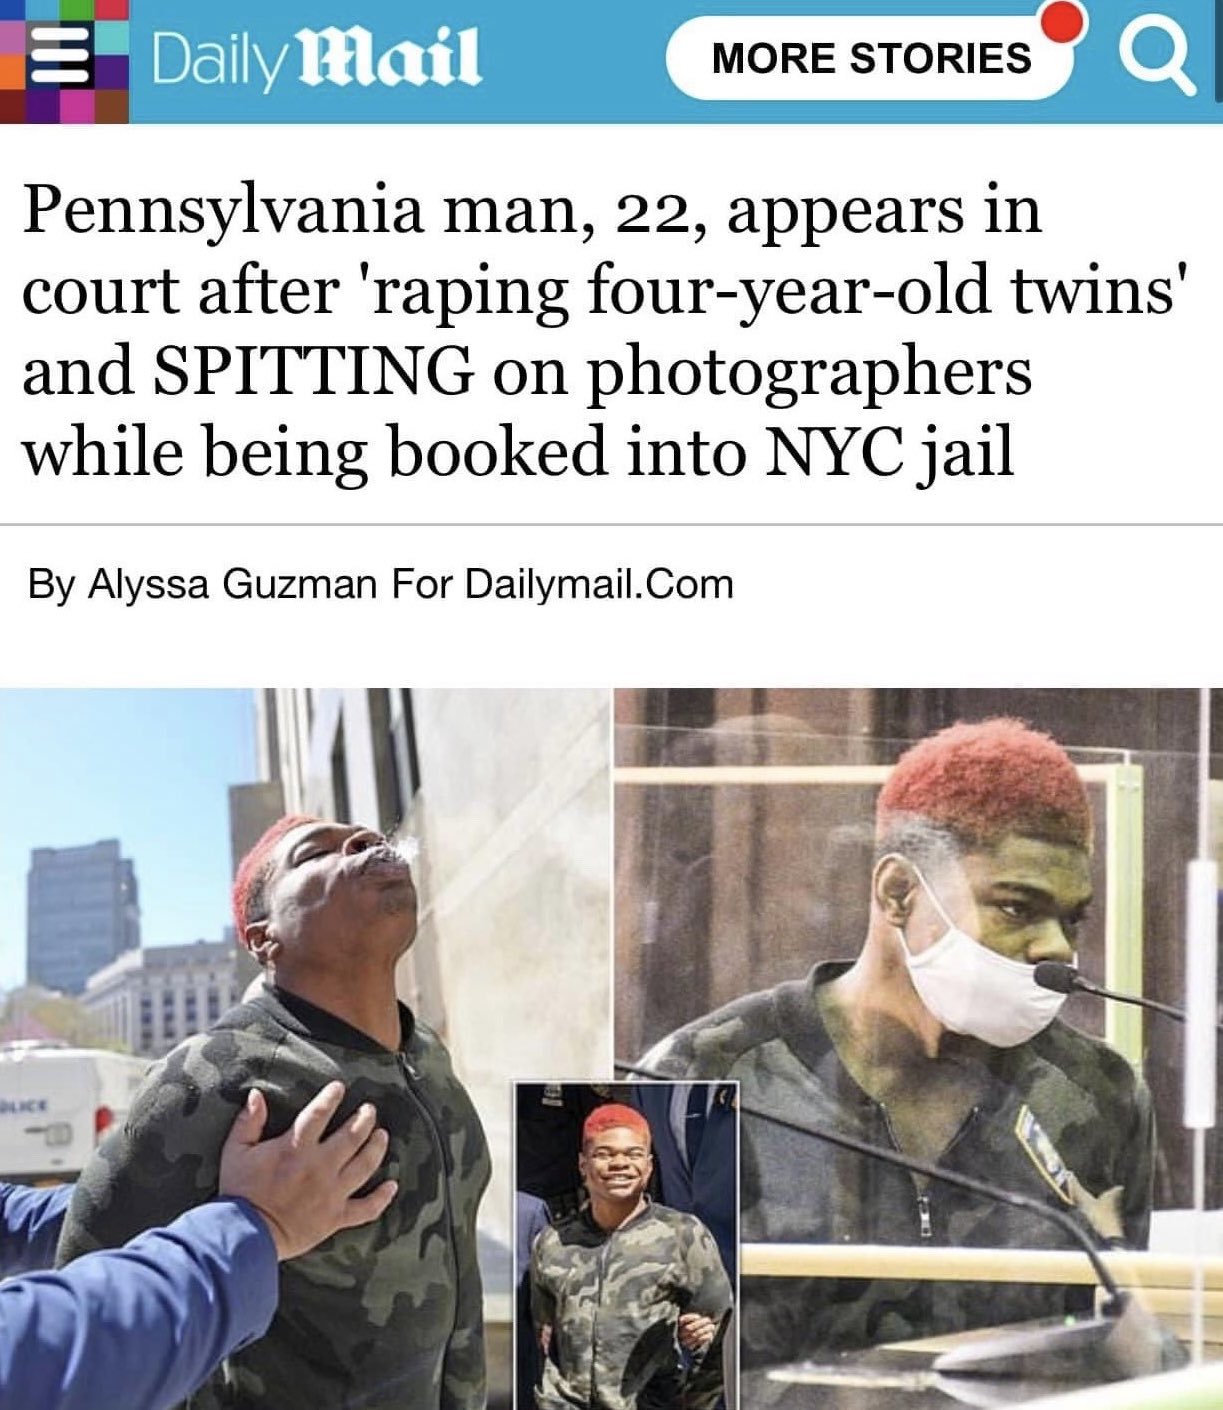 Daily Mail
MORE STORIES
Pennsylvania man, 22, appears in
court after 'raping four-year-old twins'
and SPITTING on photographers
while being booked into NYC jail
By Alyssa Guzman For Dailymail.Com